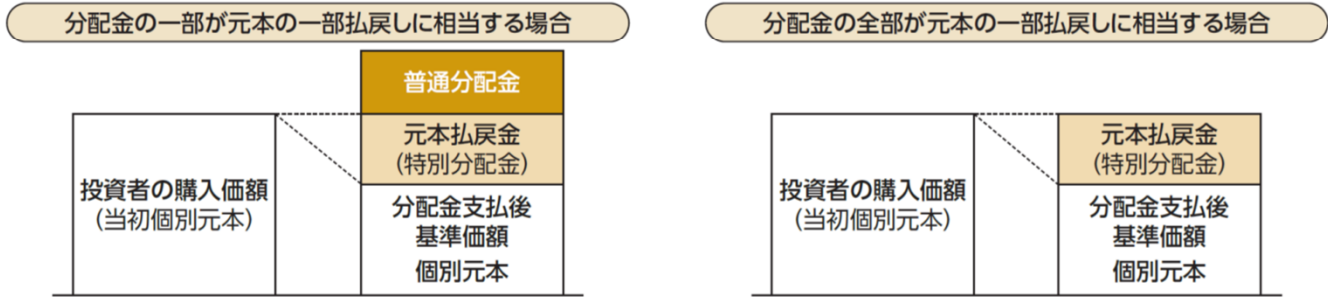 分配金の一部が元本の一部払戻しに相当する場合
普通分配金
元本払戻金
(特別分配金)
投資者の購入価額
(当初個別元本)
分配金支払後
基準価額
個別元本
分配金の全部が元本の一部払戻しに相当する場合
元本払戻金
(特別分配金)
投資者の購入価額
(当初個別元本)
分配金支払後
基準価額
個別元本